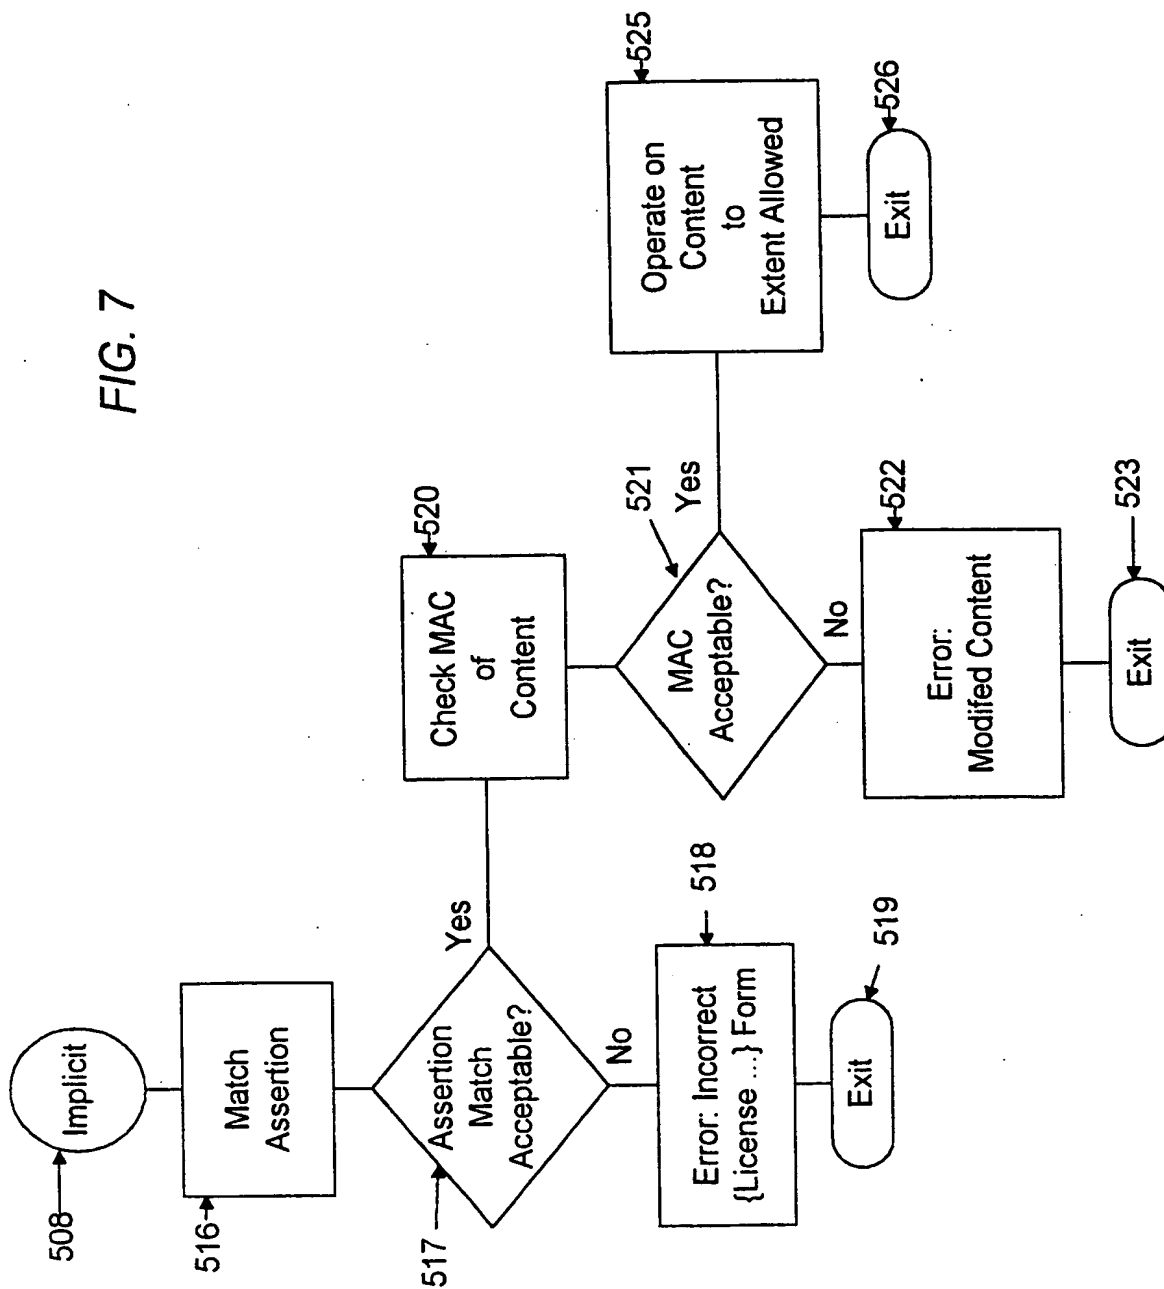 FIG. 7
508
Implicit
516
Match
Assertion
517
Assertion
Match
Acceptable?
Yes
No
518
Error: Incorrect
{License ...} Form
519
Exit
520
Check MAC
of
Content
521
MAC
Acceptable?
Yes
No
522
Error:
Modifed Content
523
Exit
525
Operate on
Content
to
Extent Allowed
526
Exit